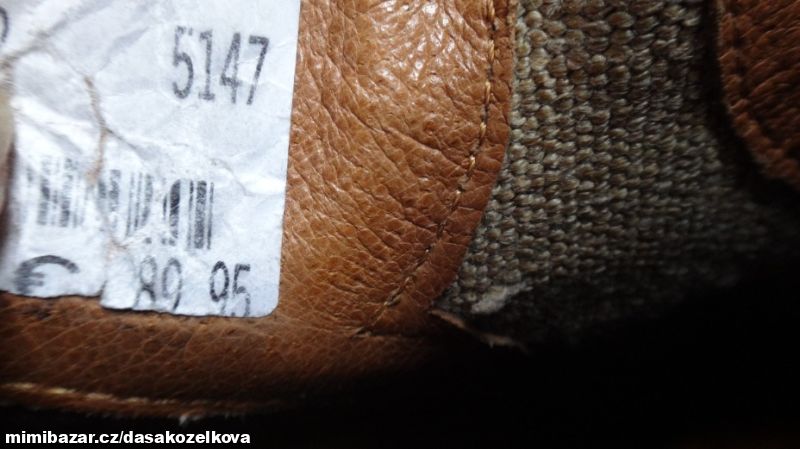 5147
€ 89 95
mimibazar.cz/dasakozelkova